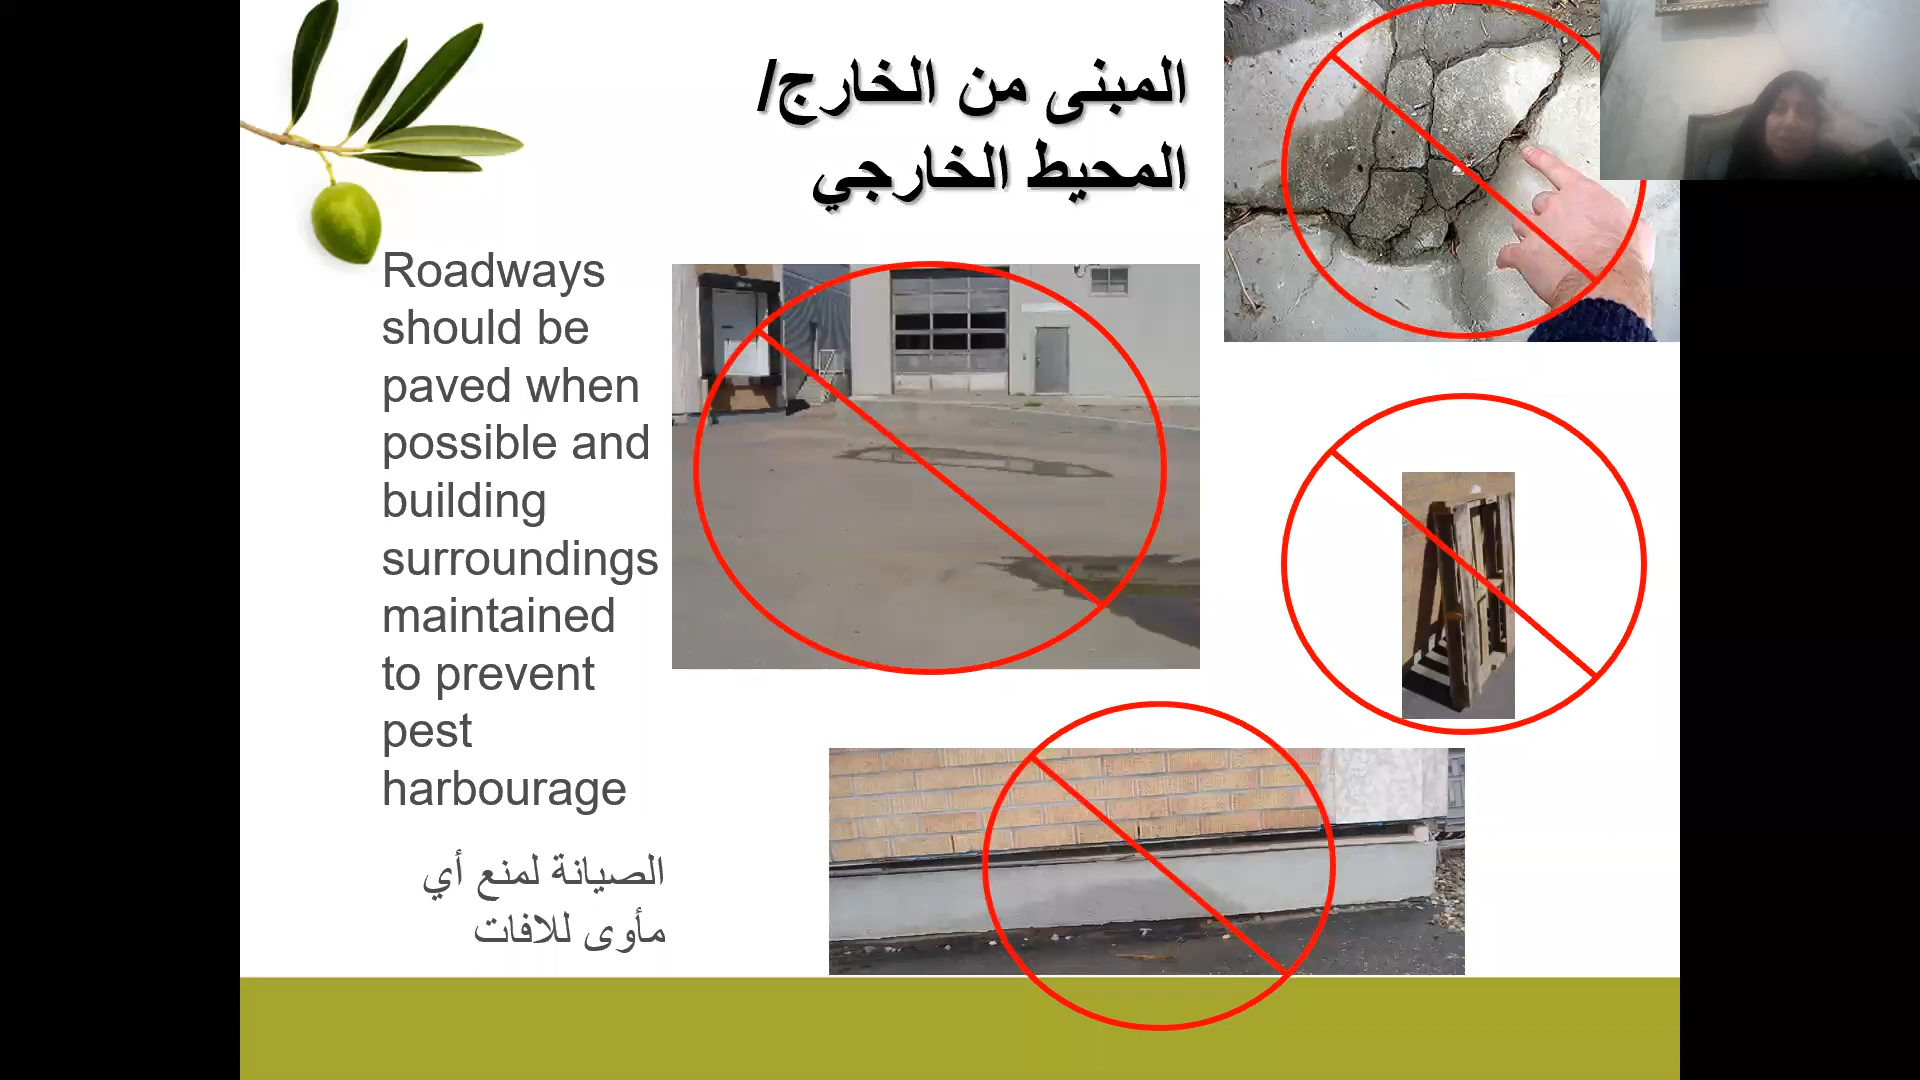 المبنى من الخارج/
المحيط الخارجي
Roadways
should be
paved when
possible and
building
surroundings
maintained
to prevent
pest
harbourage
الصيانة لمنع أي
مأوى للافات